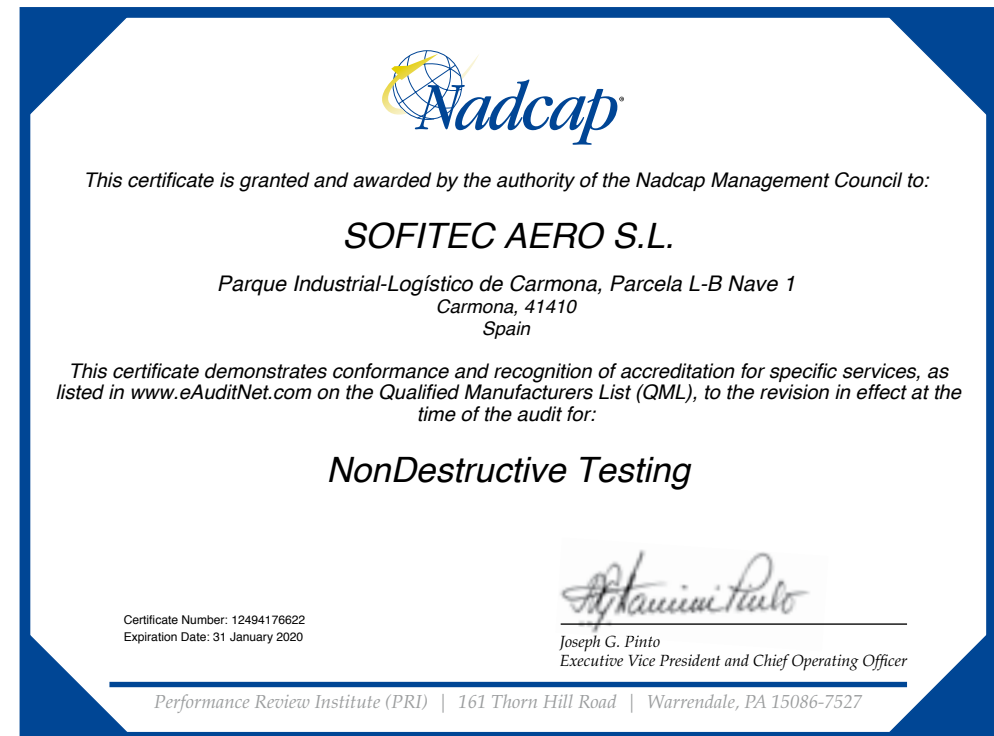 Nadcap®
This certificate is granted and awarded by the authority of the Nadcap Management Council to:
SOFITEC AERO S.L.
Parque Industrial-Logístico de Carmona, Parcela L-B Nave 1
Carmona, 41410
Spain
This certificate demonstrates conformance and recognition of accreditation for specific services, as
listed in www.eAuditNet.com on the Qualified Manufacturers List (QML), to the revision in effect at the
time of the audit for:
NonDestructive Testing
Certificate Number: 12494176622
Expiration Date: 31 January 2020
Joseph G. Pinto
Executive Vice President and Chief Operating Officer
Performance Review Institute (PRI) | 161 Thorn Hill Road | Warrendale, PA 15086-7527